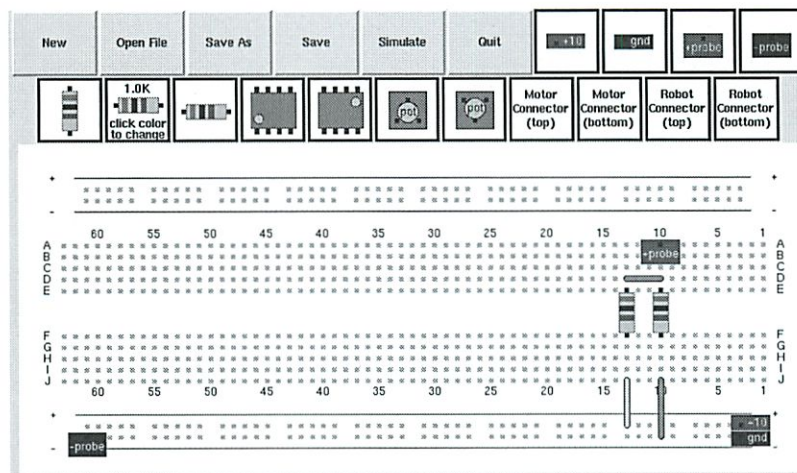 New Open File Save As Save Simulate Quit +10 gnd +probe -probe
1.0K
click color
to change
pot pot
Motor
Connector
(top)
Motor
Connector
(bottom)
Robot
Connector
(top)
Robot
Connector
(bottom)
+ +
- -
60 55 50 45 40 35 30 25 20 15 10 5 1
A A
B +probe B
C C
D D
E E
F F
G G
H H
I I
J J
60 55 50 45 40 35 30 25 20 15 10 5 1
+ +10 +
- -probe gnd -